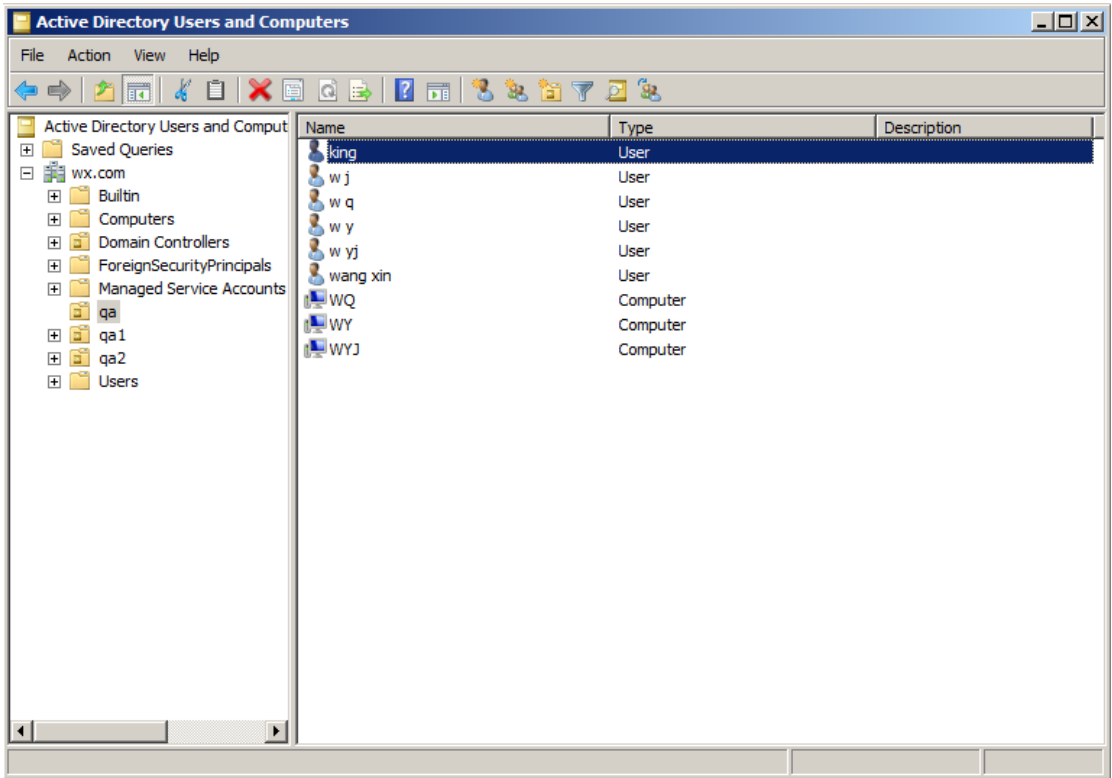 Active Directory Users and Computers
File Action View Help
Active Directory Users and Comput
Saved Queries
wx.com
Builtin
Computers
Domain Controllers
ForeignSecurityPrincipals
Managed Service Accounts
qa
qa1
qa2
Users
Name Type Description
king User
w j User
w q User
w y User
w yj User
wang xin User
WQ Computer
WY Computer
WYJ Computer